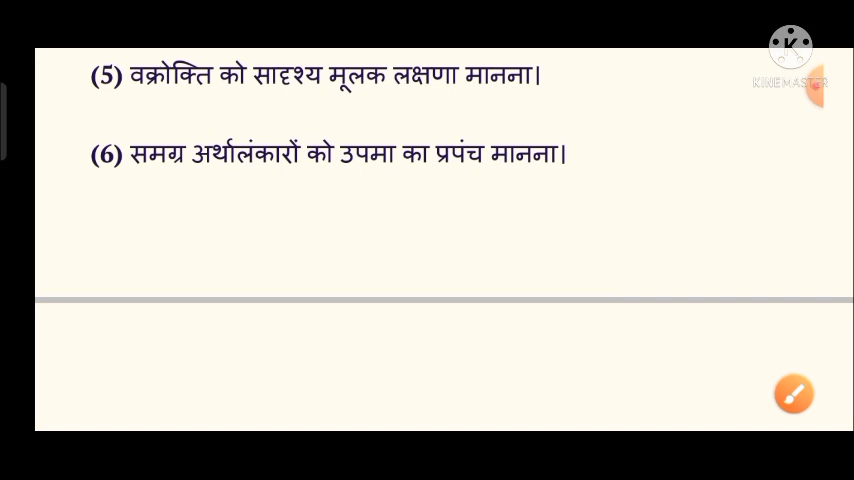 (5) वक्रोक्ति को सादृश्य मूलक लक्षणा मानना।
KINEMASTER
(6) समग्र अर्थालंकारों को उपमा का प्रपंच मानना।